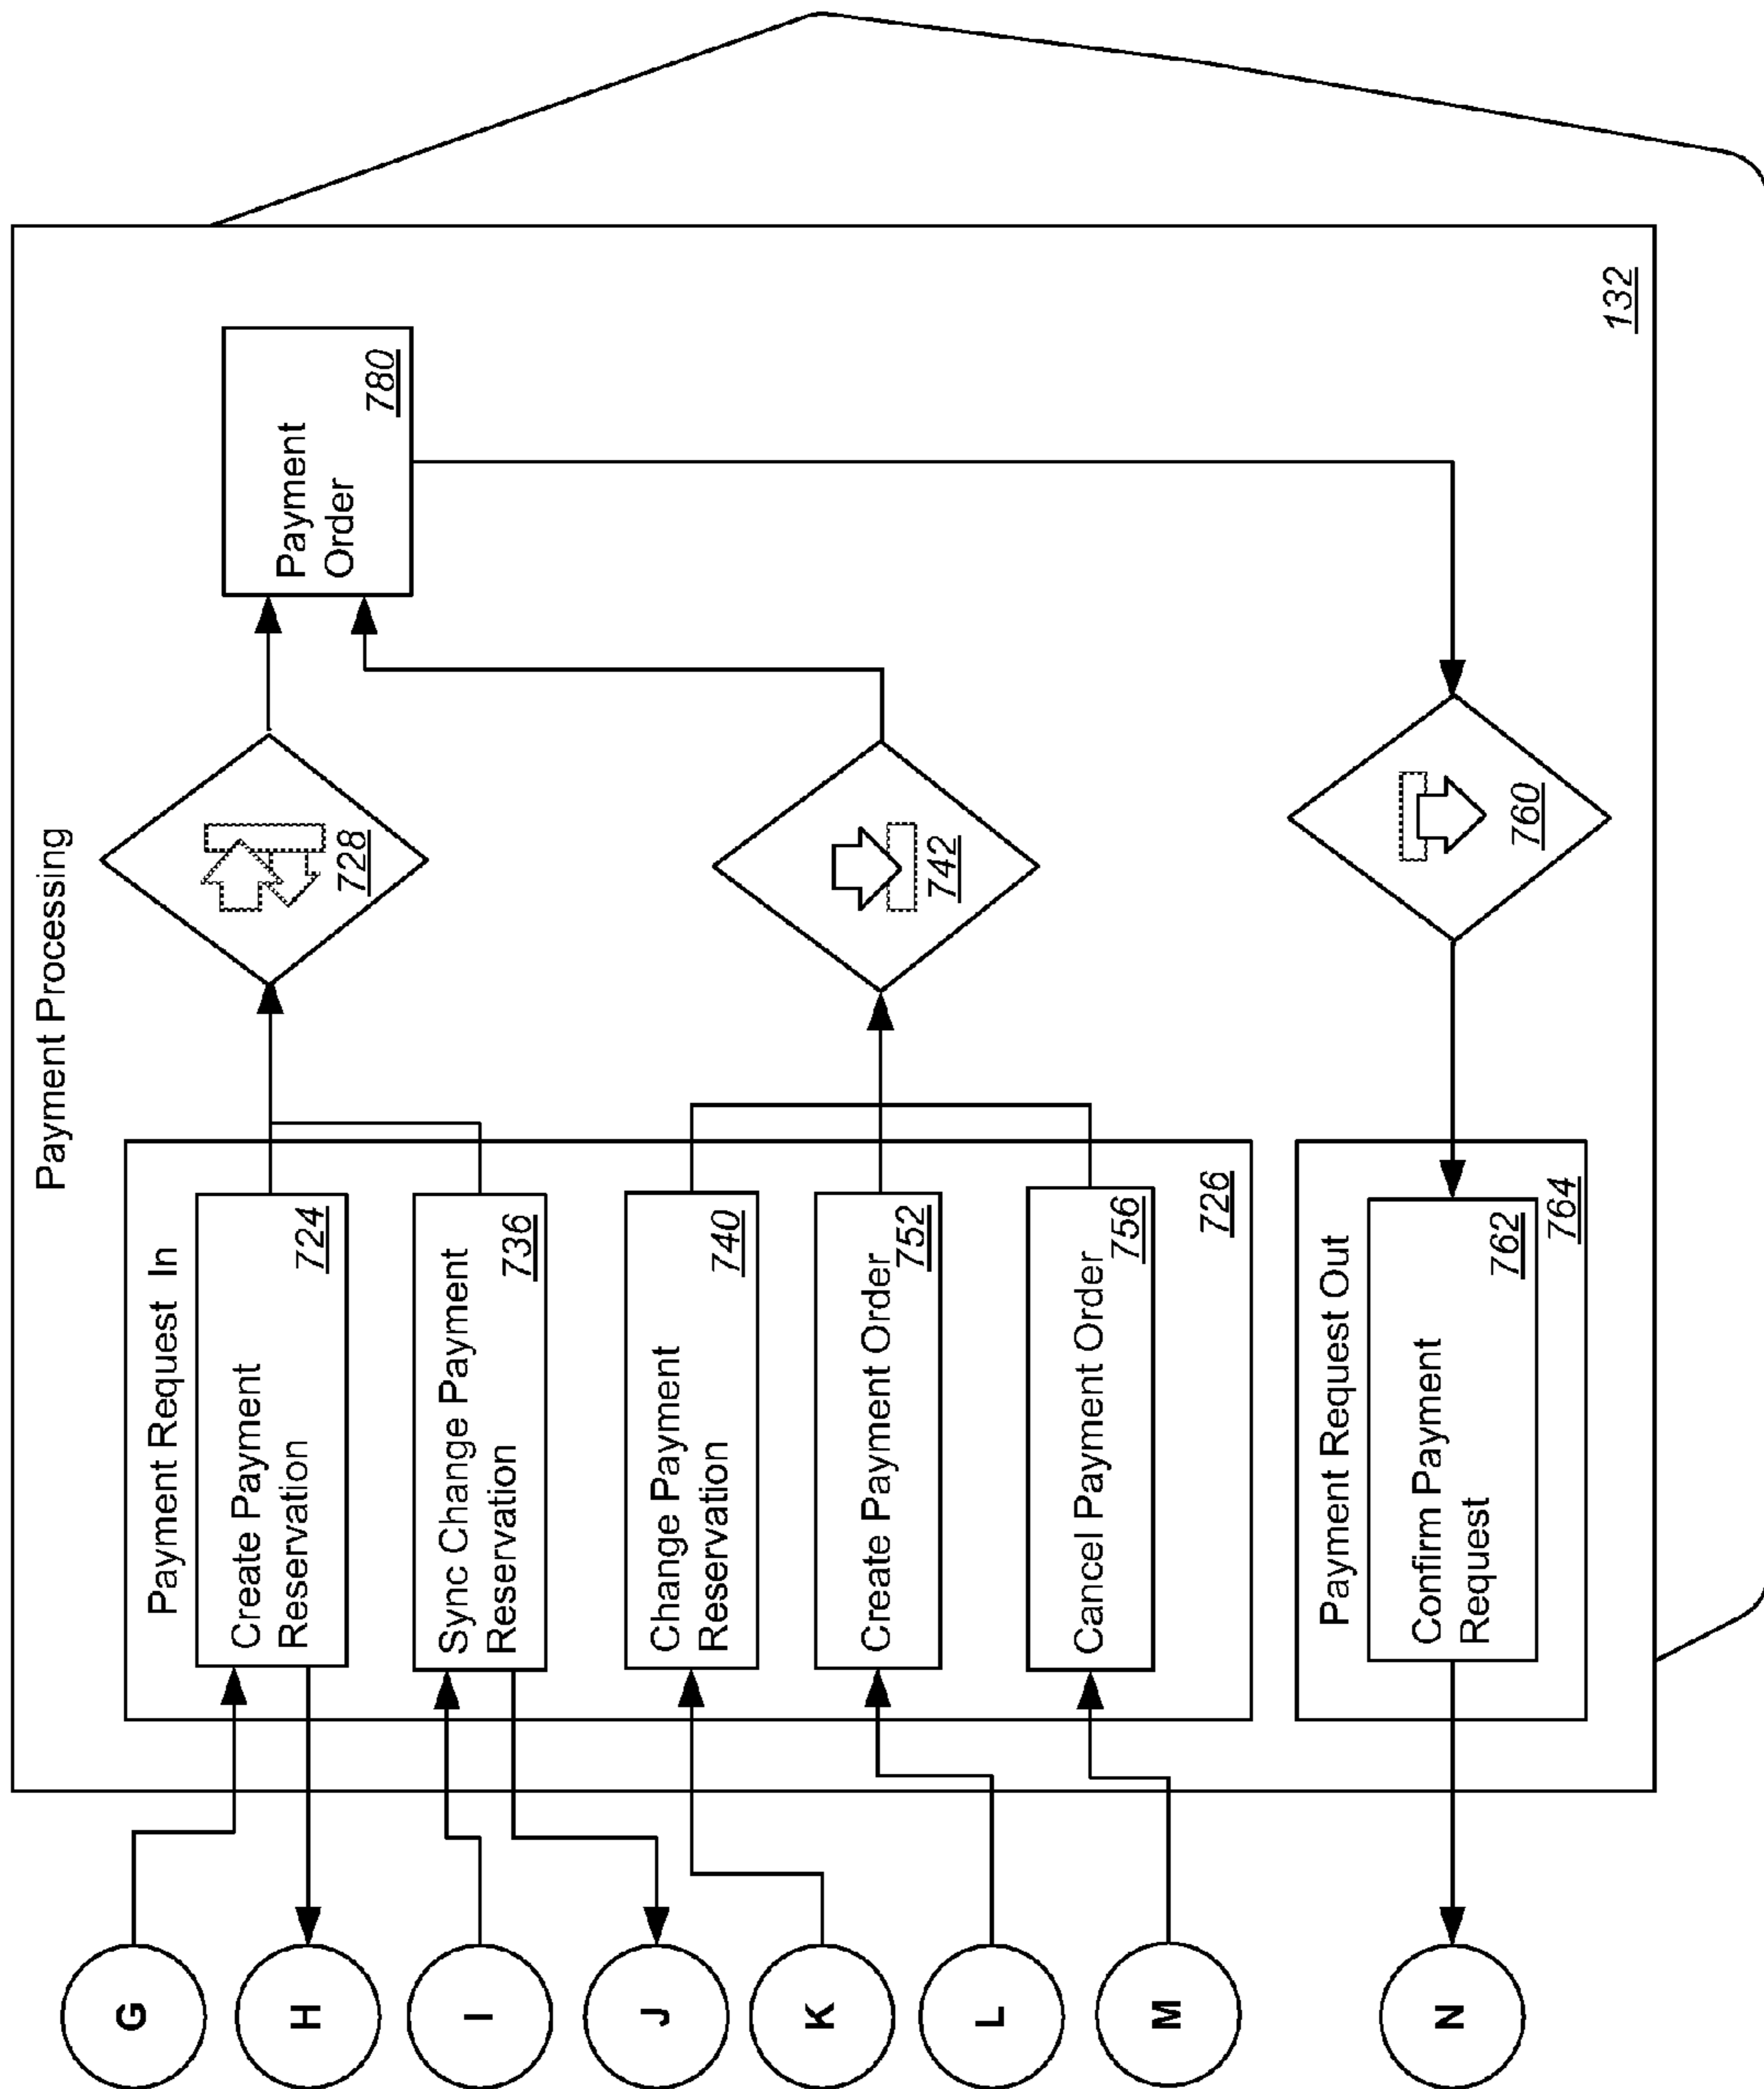 Payment Processing
Payment Request In
Create Payment
Reservation
724
Sync Change Payment
Reservation
736
Change Payment
Reservation
740
Create Payment Order
752
Cancel Payment Order
756
726
Payment Request Out
Confirm Payment
Request
762
764
728
742
760
Payment
Order
780
132
G
H
I
J
K
L
M
N